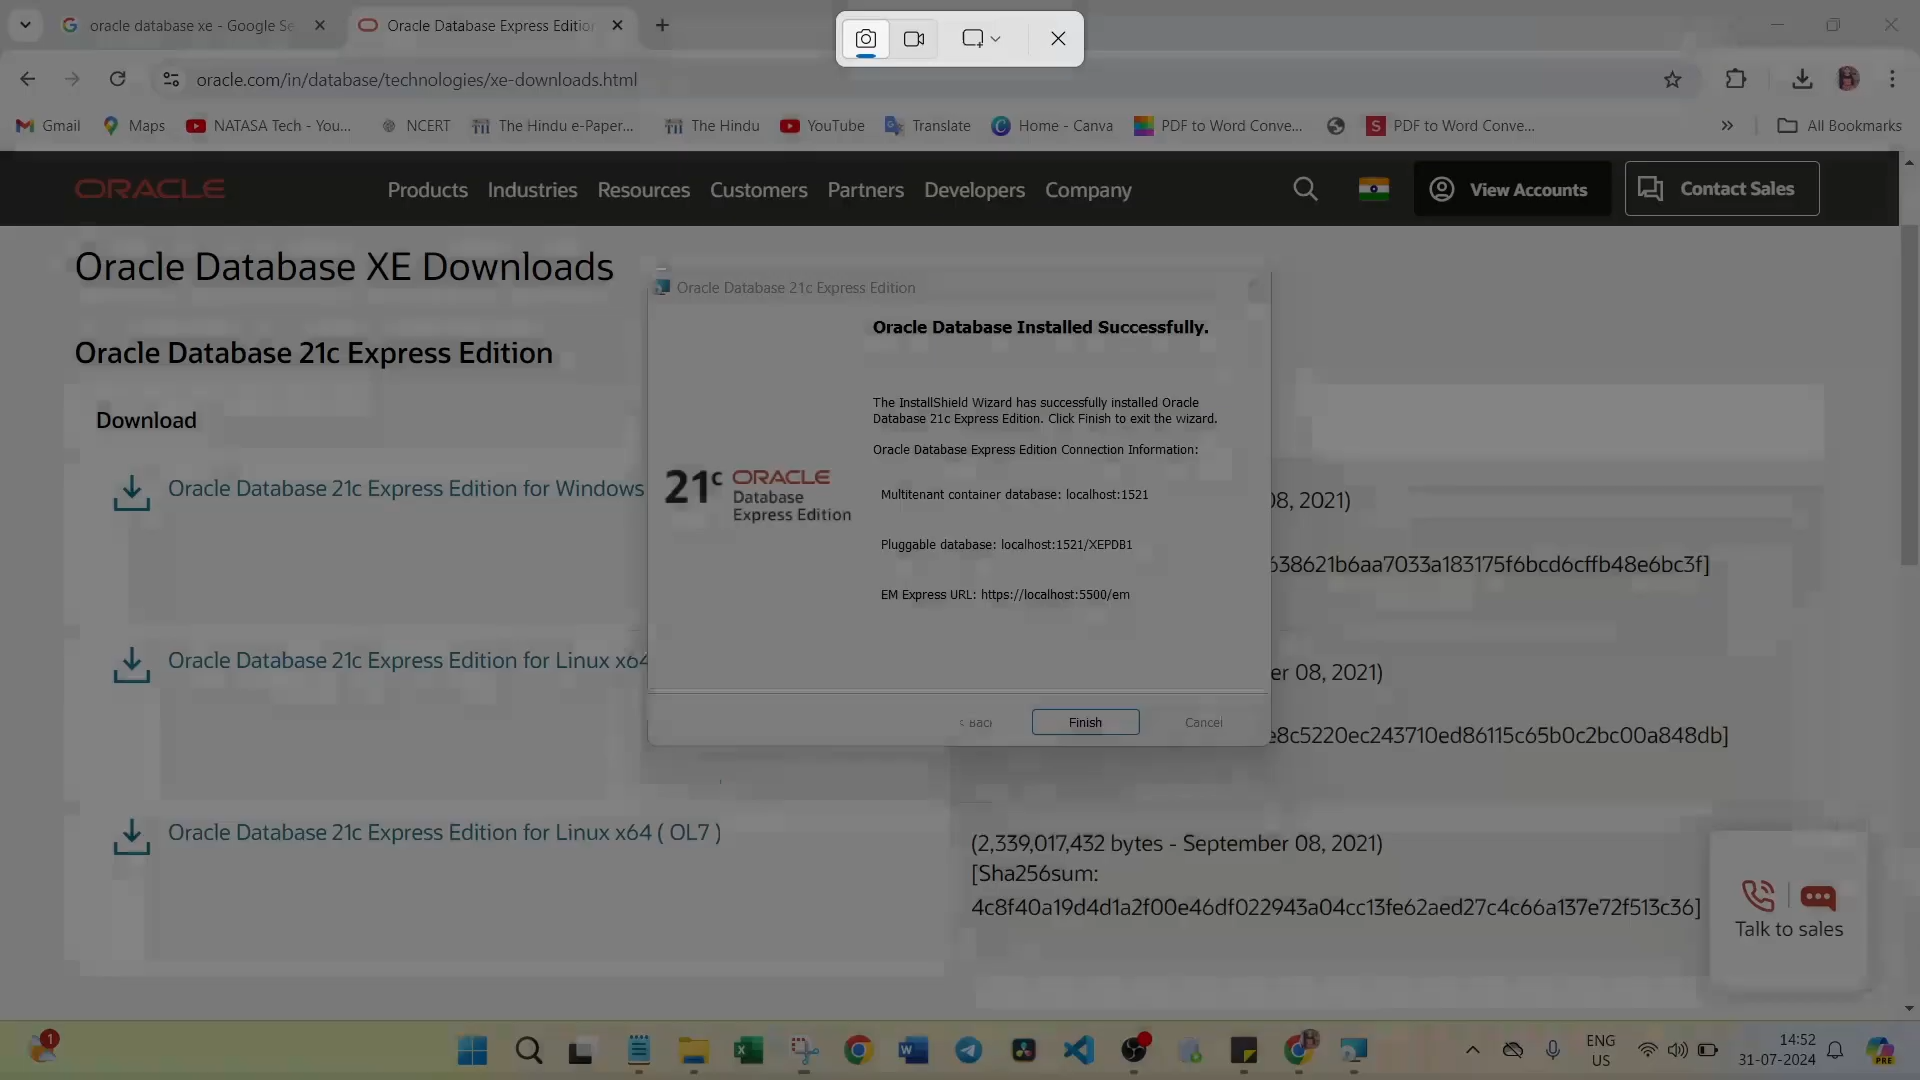 oracle database xe - Google Se
Oracle Database Express Edition
oracle.com/in/database/technologies/xe-downloads.html
Gmail
Maps
NATASA Tech - You...
NCERT
The Hindu e-Paper...
The Hindu
YouTube
Translate
Home - Canva
PDF to Word Conve...
S
PDF to Word Conve...
All Bookmarks
ORACLE
Products
Industries
Resources
Customers
Partners
Developers
Company
View Accounts
Contact Sales
Oracle Database XE Downloads
Oracle Database 21c Express Edition
Download
Oracle Database 21c Express Edition for Windows
08, 2021)
638621b6aa7033a183175f6bcd6cffb48e6bc3f]
Oracle Database 21c Express Edition for Linux x64
er 08, 2021)
e8c5220ec243710ed86115c65b0c2bc00a848db]
Oracle Database 21c Express Edition for Linux x64 ( OL7 )
(2,339,017,432 bytes - September 08, 2021)
[Sha256sum:
4c8f40a19d4d1a2f00e46df022943a04cc13fe62aed27c4c66a137e72f513c36]
Oracle Database 21c Express Edition
Oracle Database Installed Successfully.
The InstallShield Wizard has successfully installed Oracle
Database 21c Express Edition. Click Finish to exit the wizard.
Oracle Database Express Edition Connection Information:
21c ORACLE
Database
Express Edition
Multitenant container database: localhost:1521
Pluggable database: localhost:1521/XEPDB1
EM Express URL: https://localhost:5500/em
< Back
Finish
Cancel
Talk to sales
1
ENG
US
14:52
31-07-2024
PRE